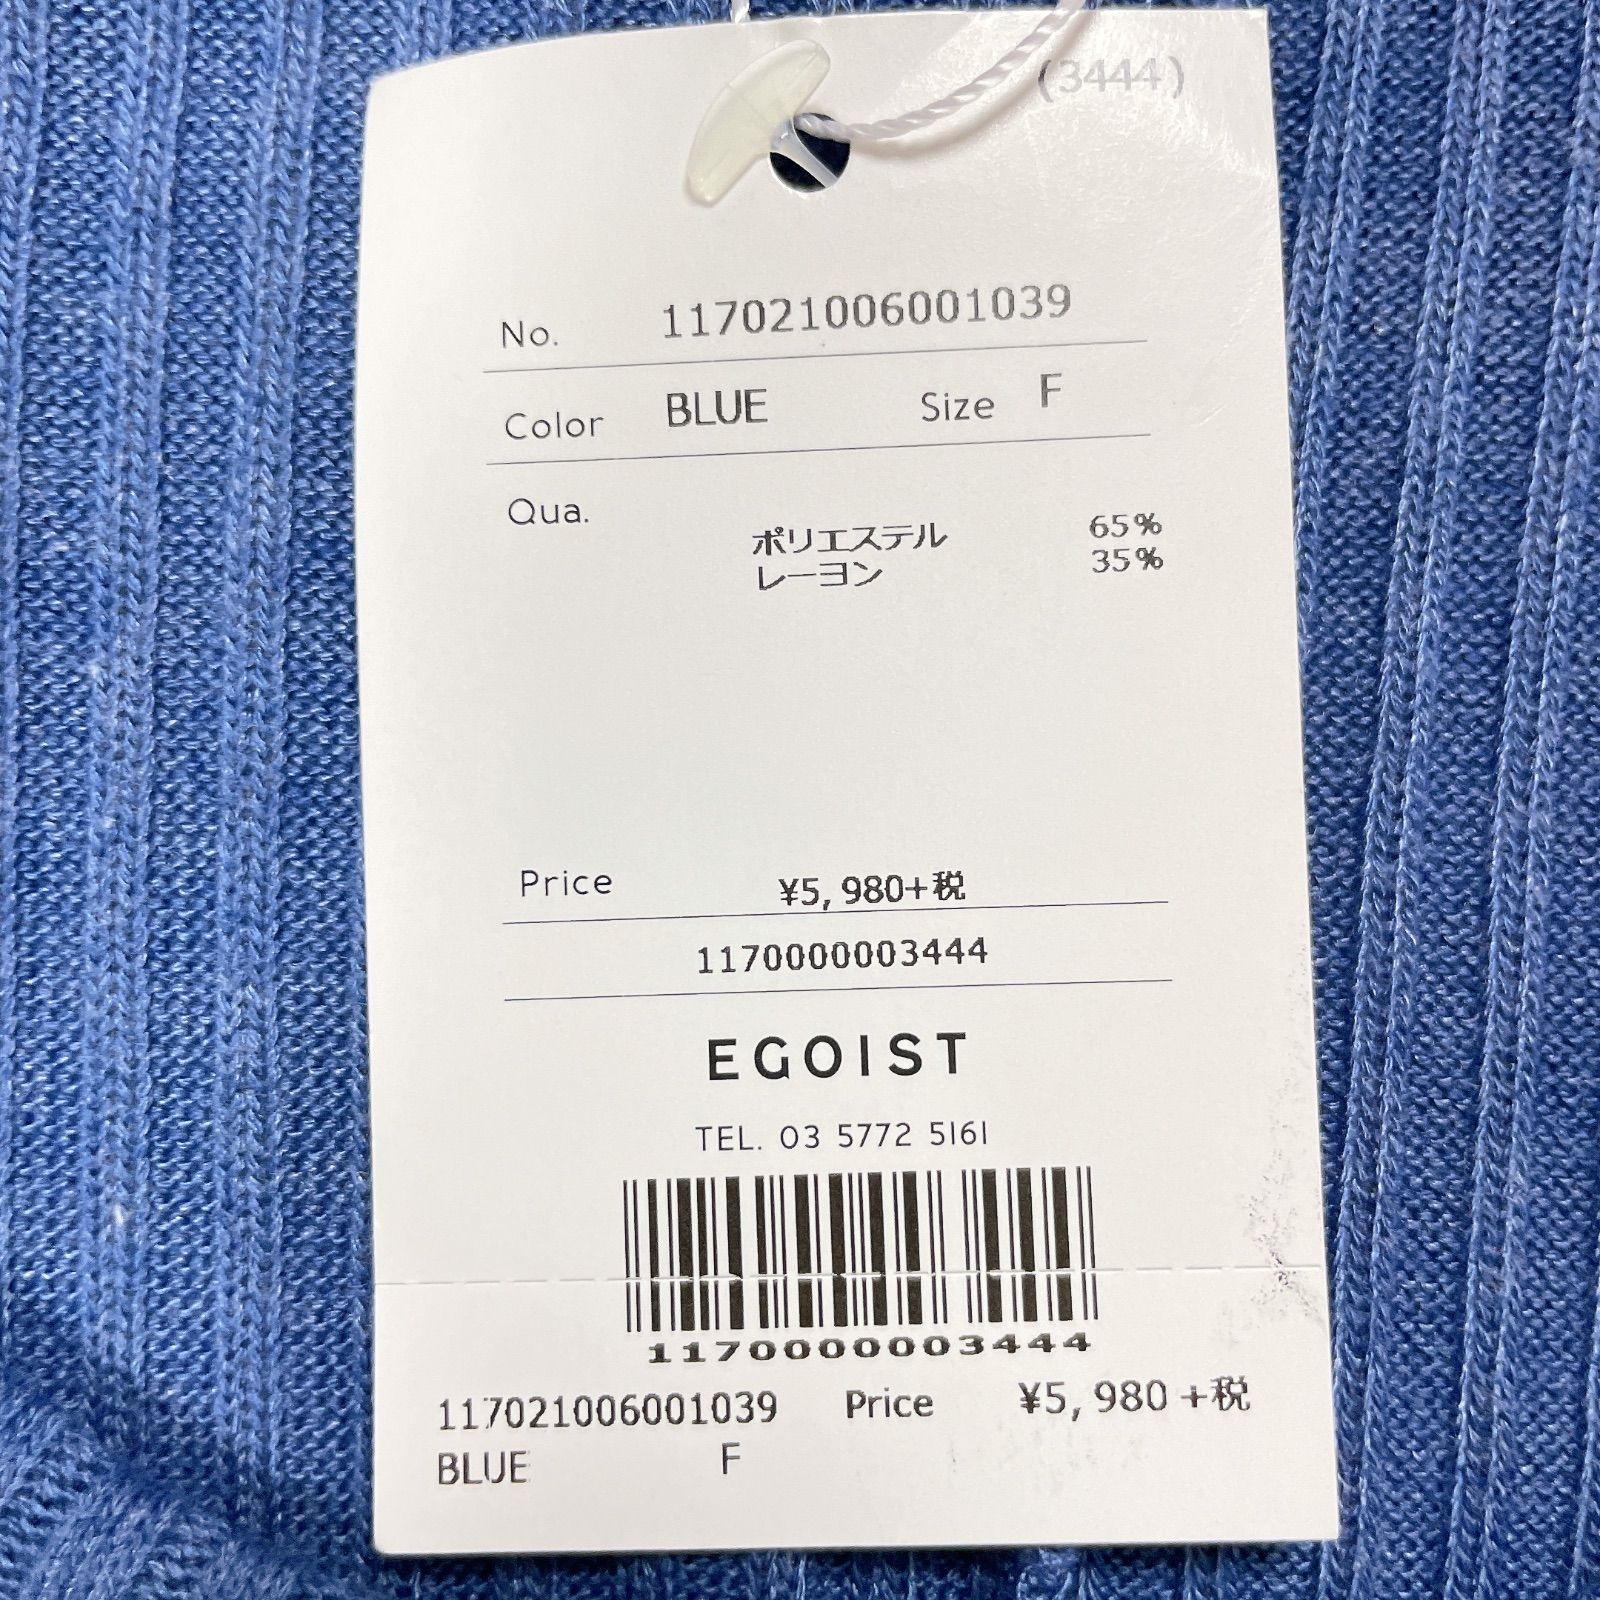 (3444)
No. 117021006001039
Color BLUE Size F
Qua.
ポリエステル 65%
レーヨン 35%
Price ¥5,980+税
1170000003444
EGOIST
TEL. 03 5772 5161
1170000003444
117021006001039 Price ¥5,980+税
BLUE F